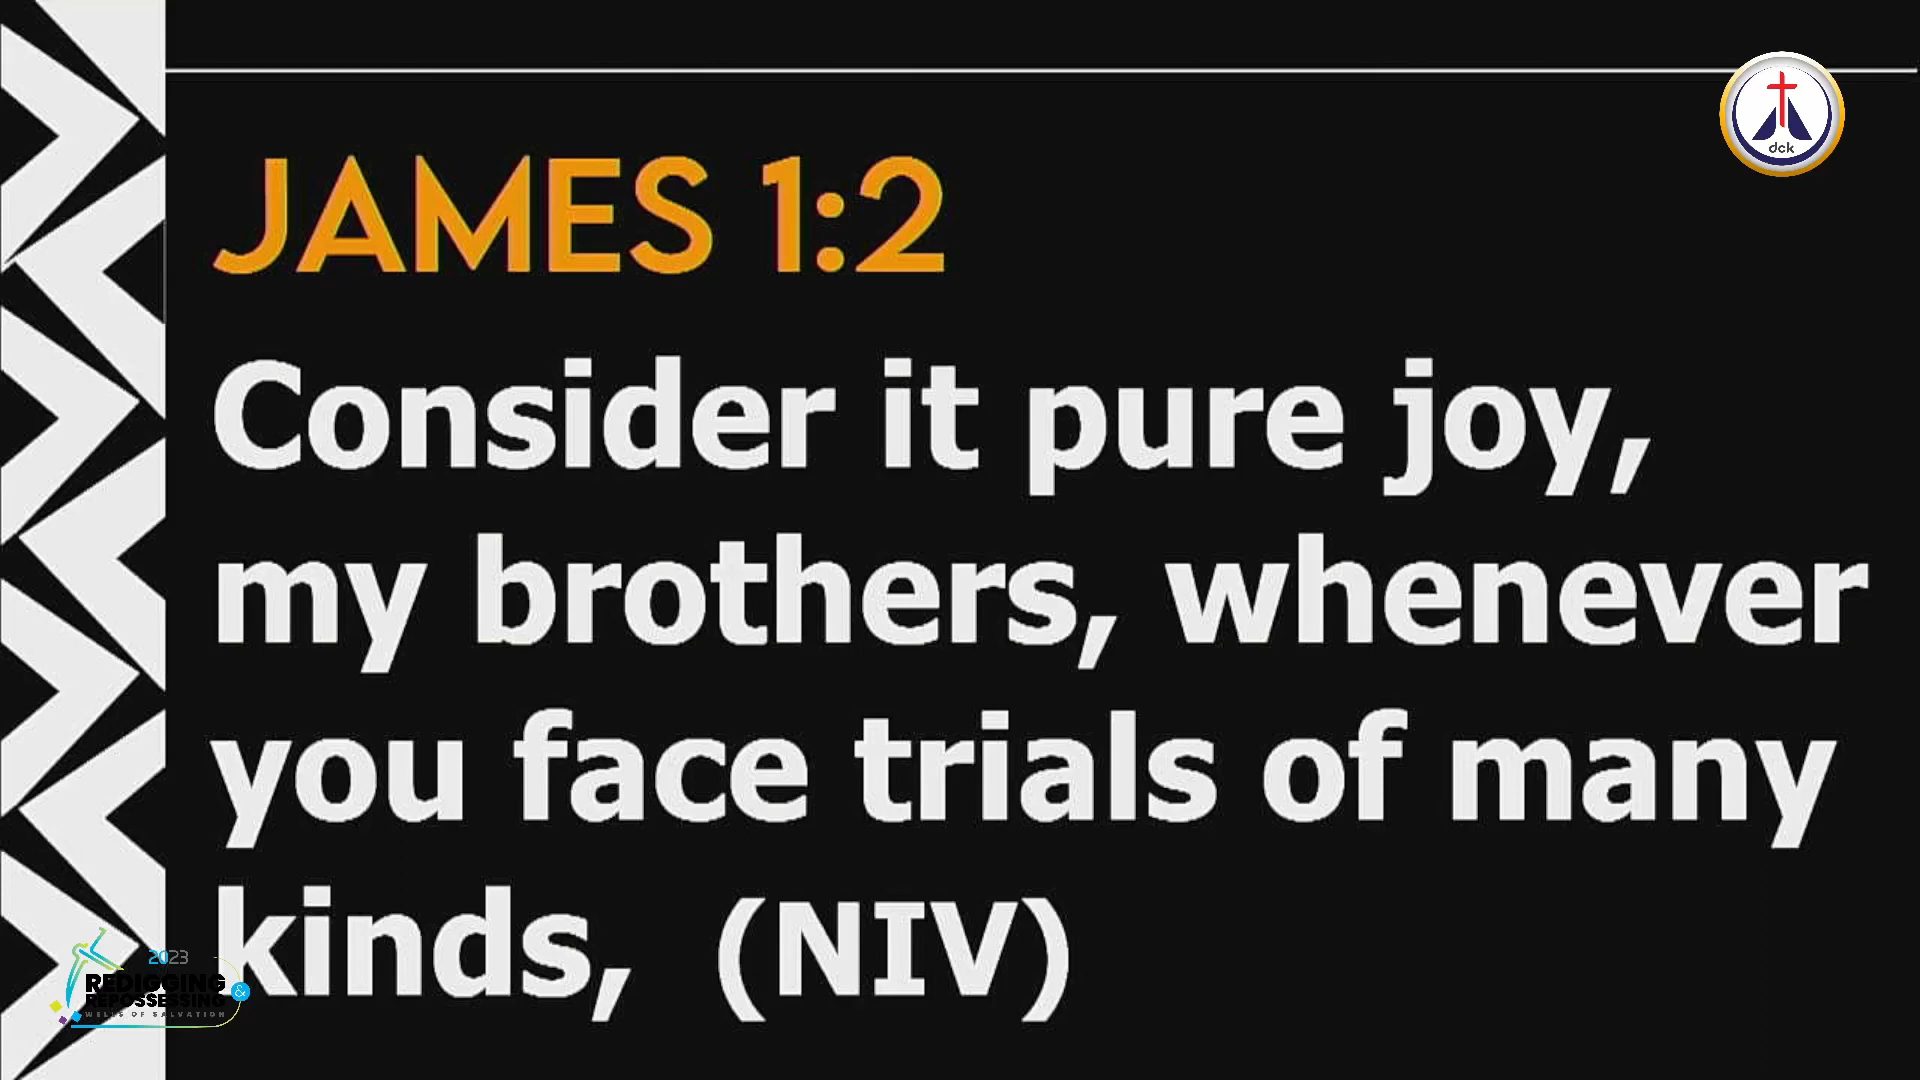 dck
JAMES 1:2
Consider it pure joy,
my brothers, whenever
you face trials of many
kinds, (NIV)
2023
REDIGGING &
REPOSSESSING
WELLS OF SALVATION